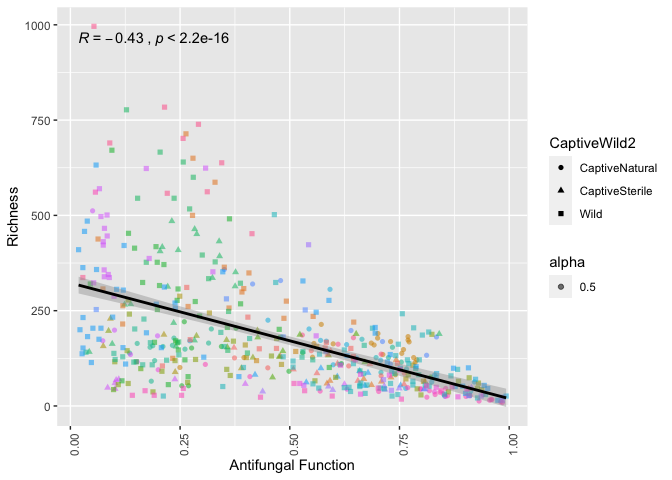 1000
R = −0.43 , p < 2.2e-16
750
500
250
0
Richness
0.00
0.25
0.50
0.75
1.00
Antifungal Function
CaptiveWild2
CaptiveNatural
CaptiveSterile
Wild
alpha
0.5